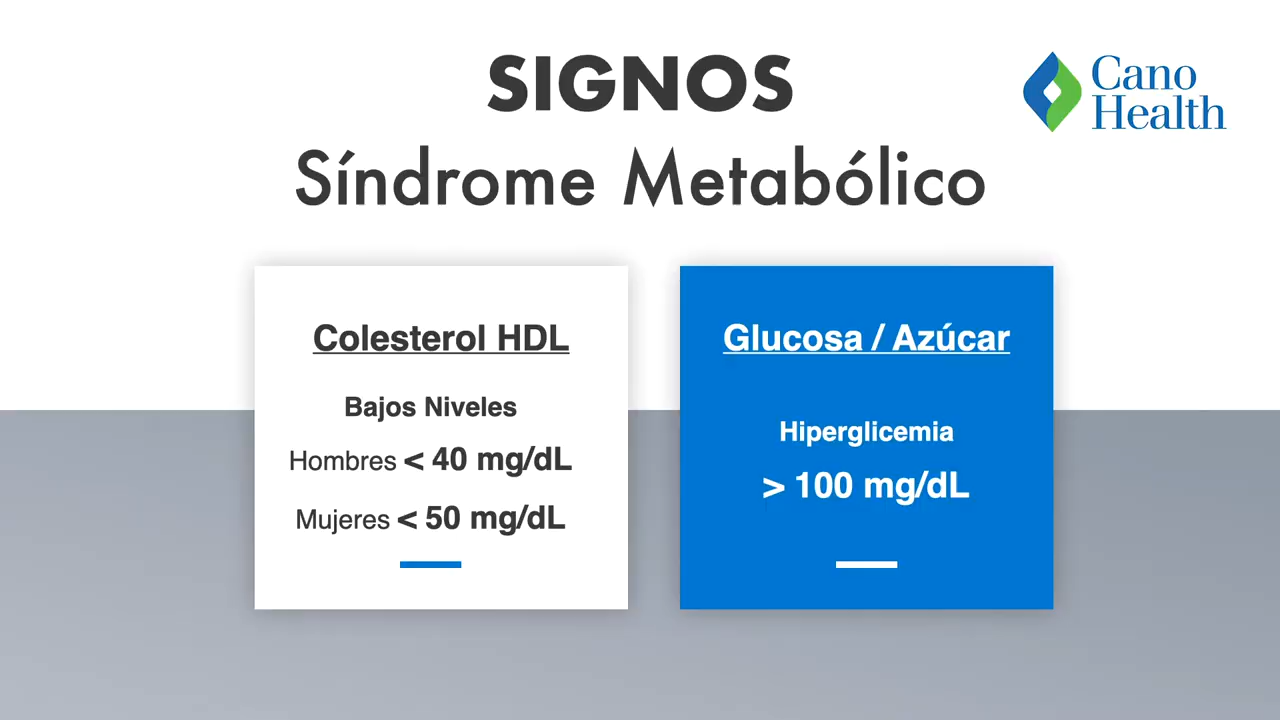 SIGNOS
Síndrome Metabólico
Cano
Health
Colesterol HDL
Bajos Niveles
Hombres < 40 mg/dL
Mujeres < 50 mg/dL
Glucosa / Azúcar
Hiperglicemia
> 100 mg/dL